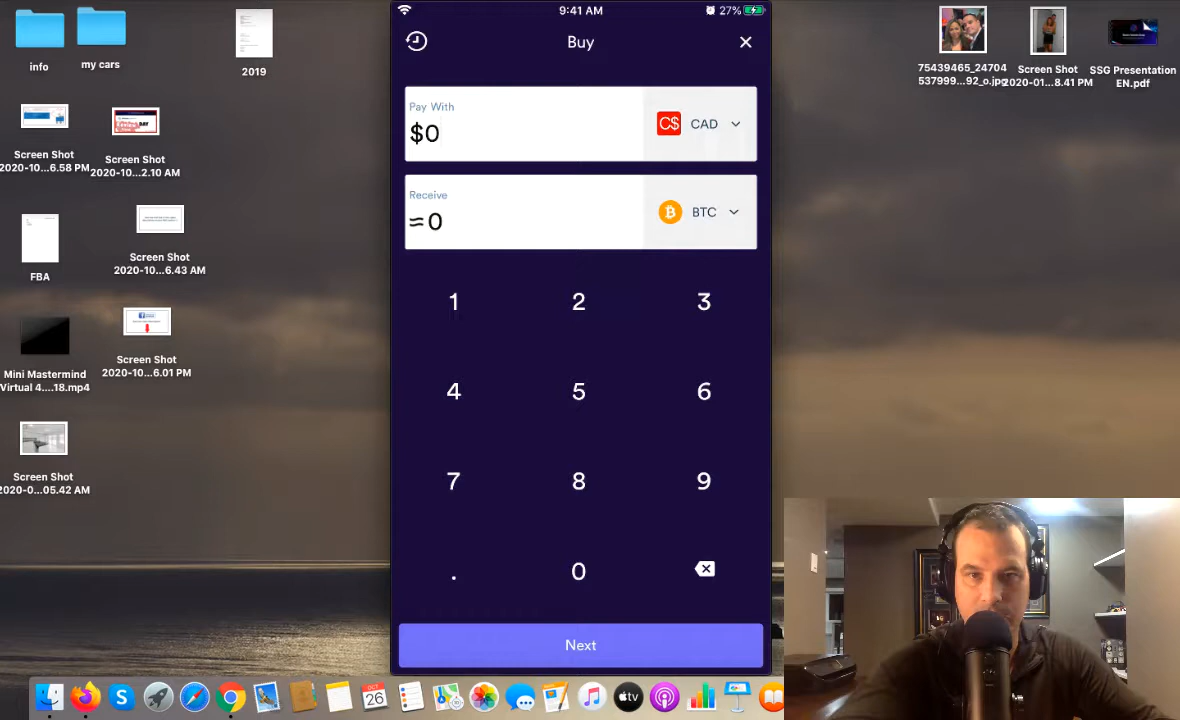 9:41 AM
27%
Buy
Pay With
$0
C$ CAD
Receive
≈0
BTC
1 2 3
4 5 6
7 8 9
. 0
Next
info
my cars
2019
Screen Shot
2020-10...6.58 PM
Screen Shot
2020-10...2.10 AM
FBA
Screen Shot
2020-10...6.43 AM
Mini Mastermind
Virtual 4....18.mp4
Screen Shot
2020-10...6.01 PM
Screen Shot
2020-0...05.42 AM
75439465_24704
537999...92_o.jpg
Screen Shot
2020-01...8.41 PM
SSG Presentation
EN.pdf
OCT
26
tv